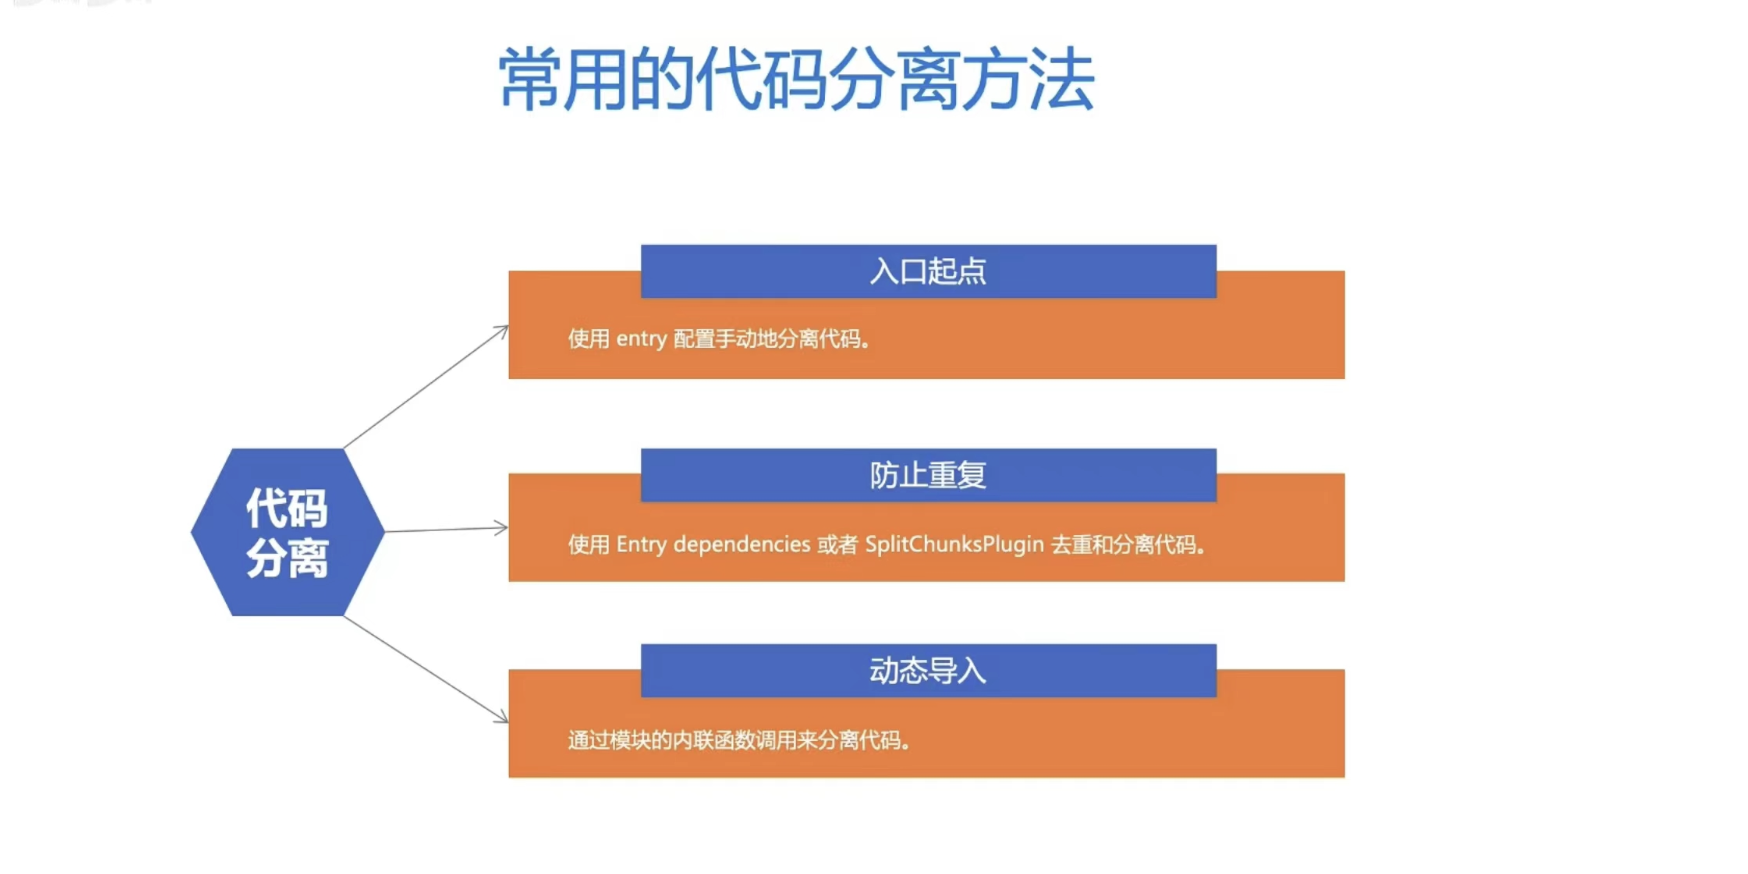 常用的代码分离方法
入口起点
使用 entry 配置手动地分离代码。
代码
分离
防止重复
使用 Entry dependencies 或者 SplitChunksPlugin 去重和分离代码。
动态导入
通过模块的内联函数调用来分离代码。